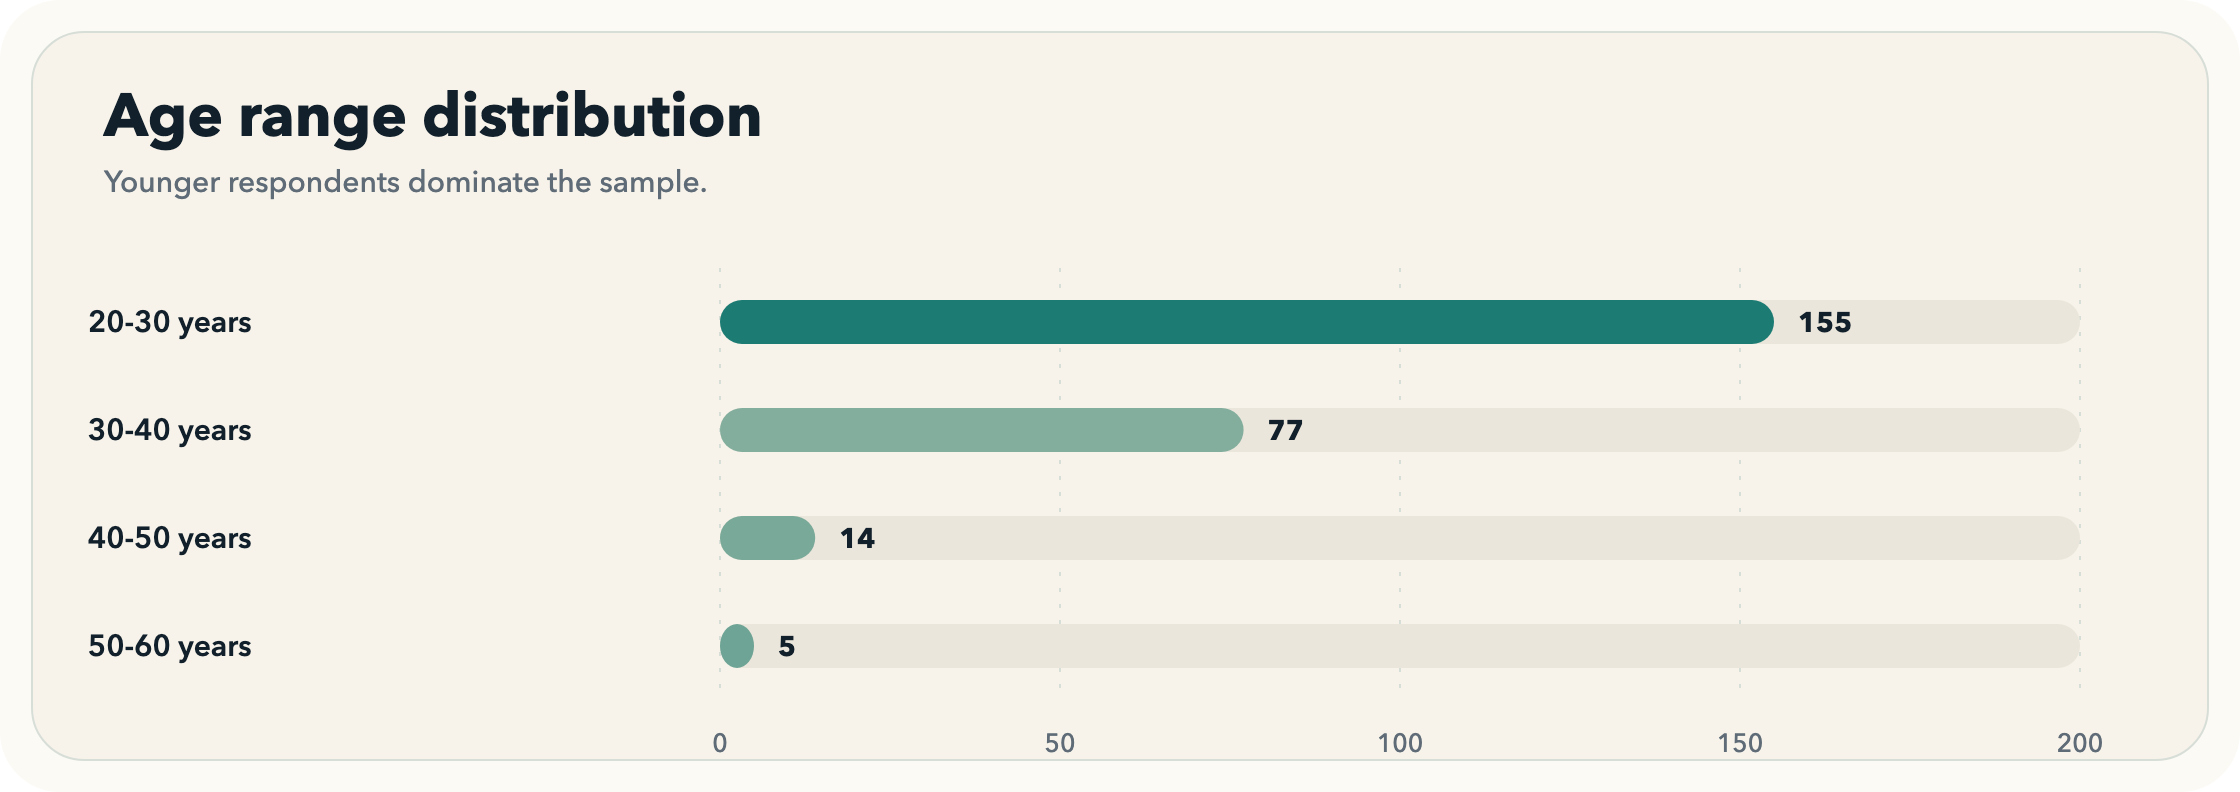 Age range distribution
Younger respondents dominate the sample.
20-30 years 155
30-40 years 77
40-50 years 14
50-60 years 5
0 50 100 150 200